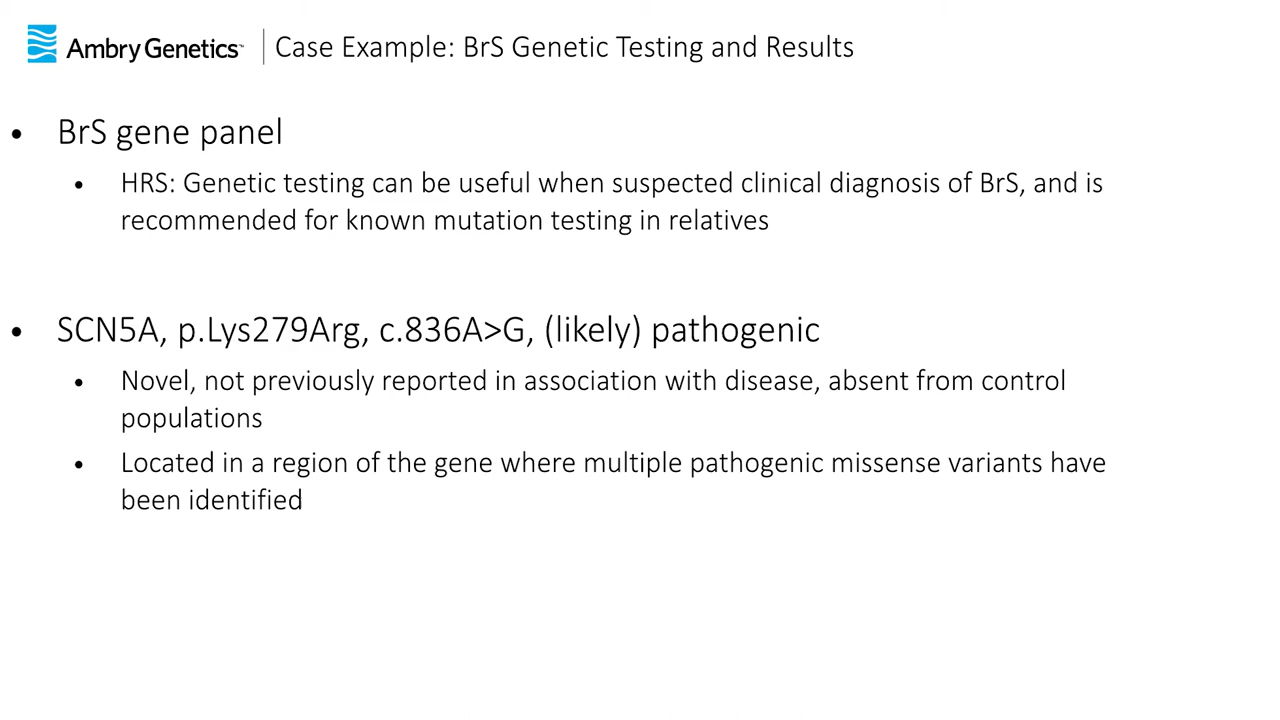 Ambry Genetics™ Case Example: BrS Genetic Testing and Results
• BrS gene panel
• HRS: Genetic testing can be useful when suspected clinical diagnosis of BrS, and is
recommended for known mutation testing in relatives
• SCN5A, p.Lys279Arg, c.836A>G, (likely) pathogenic
• Novel, not previously reported in association with disease, absent from control
populations
• Located in a region of the gene where multiple pathogenic missense variants have
been identified